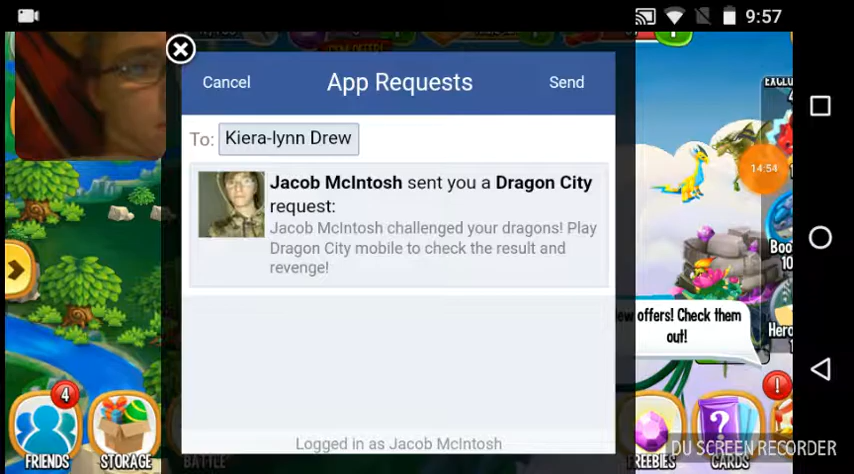 9:57
Cancel
App Requests
Send
To: Kiera-lynn Drew
Jacob McIntosh sent you a Dragon City
request:
Jacob McIntosh challenged your dragons! Play
Dragon City mobile to check the result and
revenge!
14:54
offers! Check them
out!
4
!
FRIENDS
STORAGE
BATTLE
CARDS
Logged in as Jacob McIntosh
DU SCREEN RECORDER